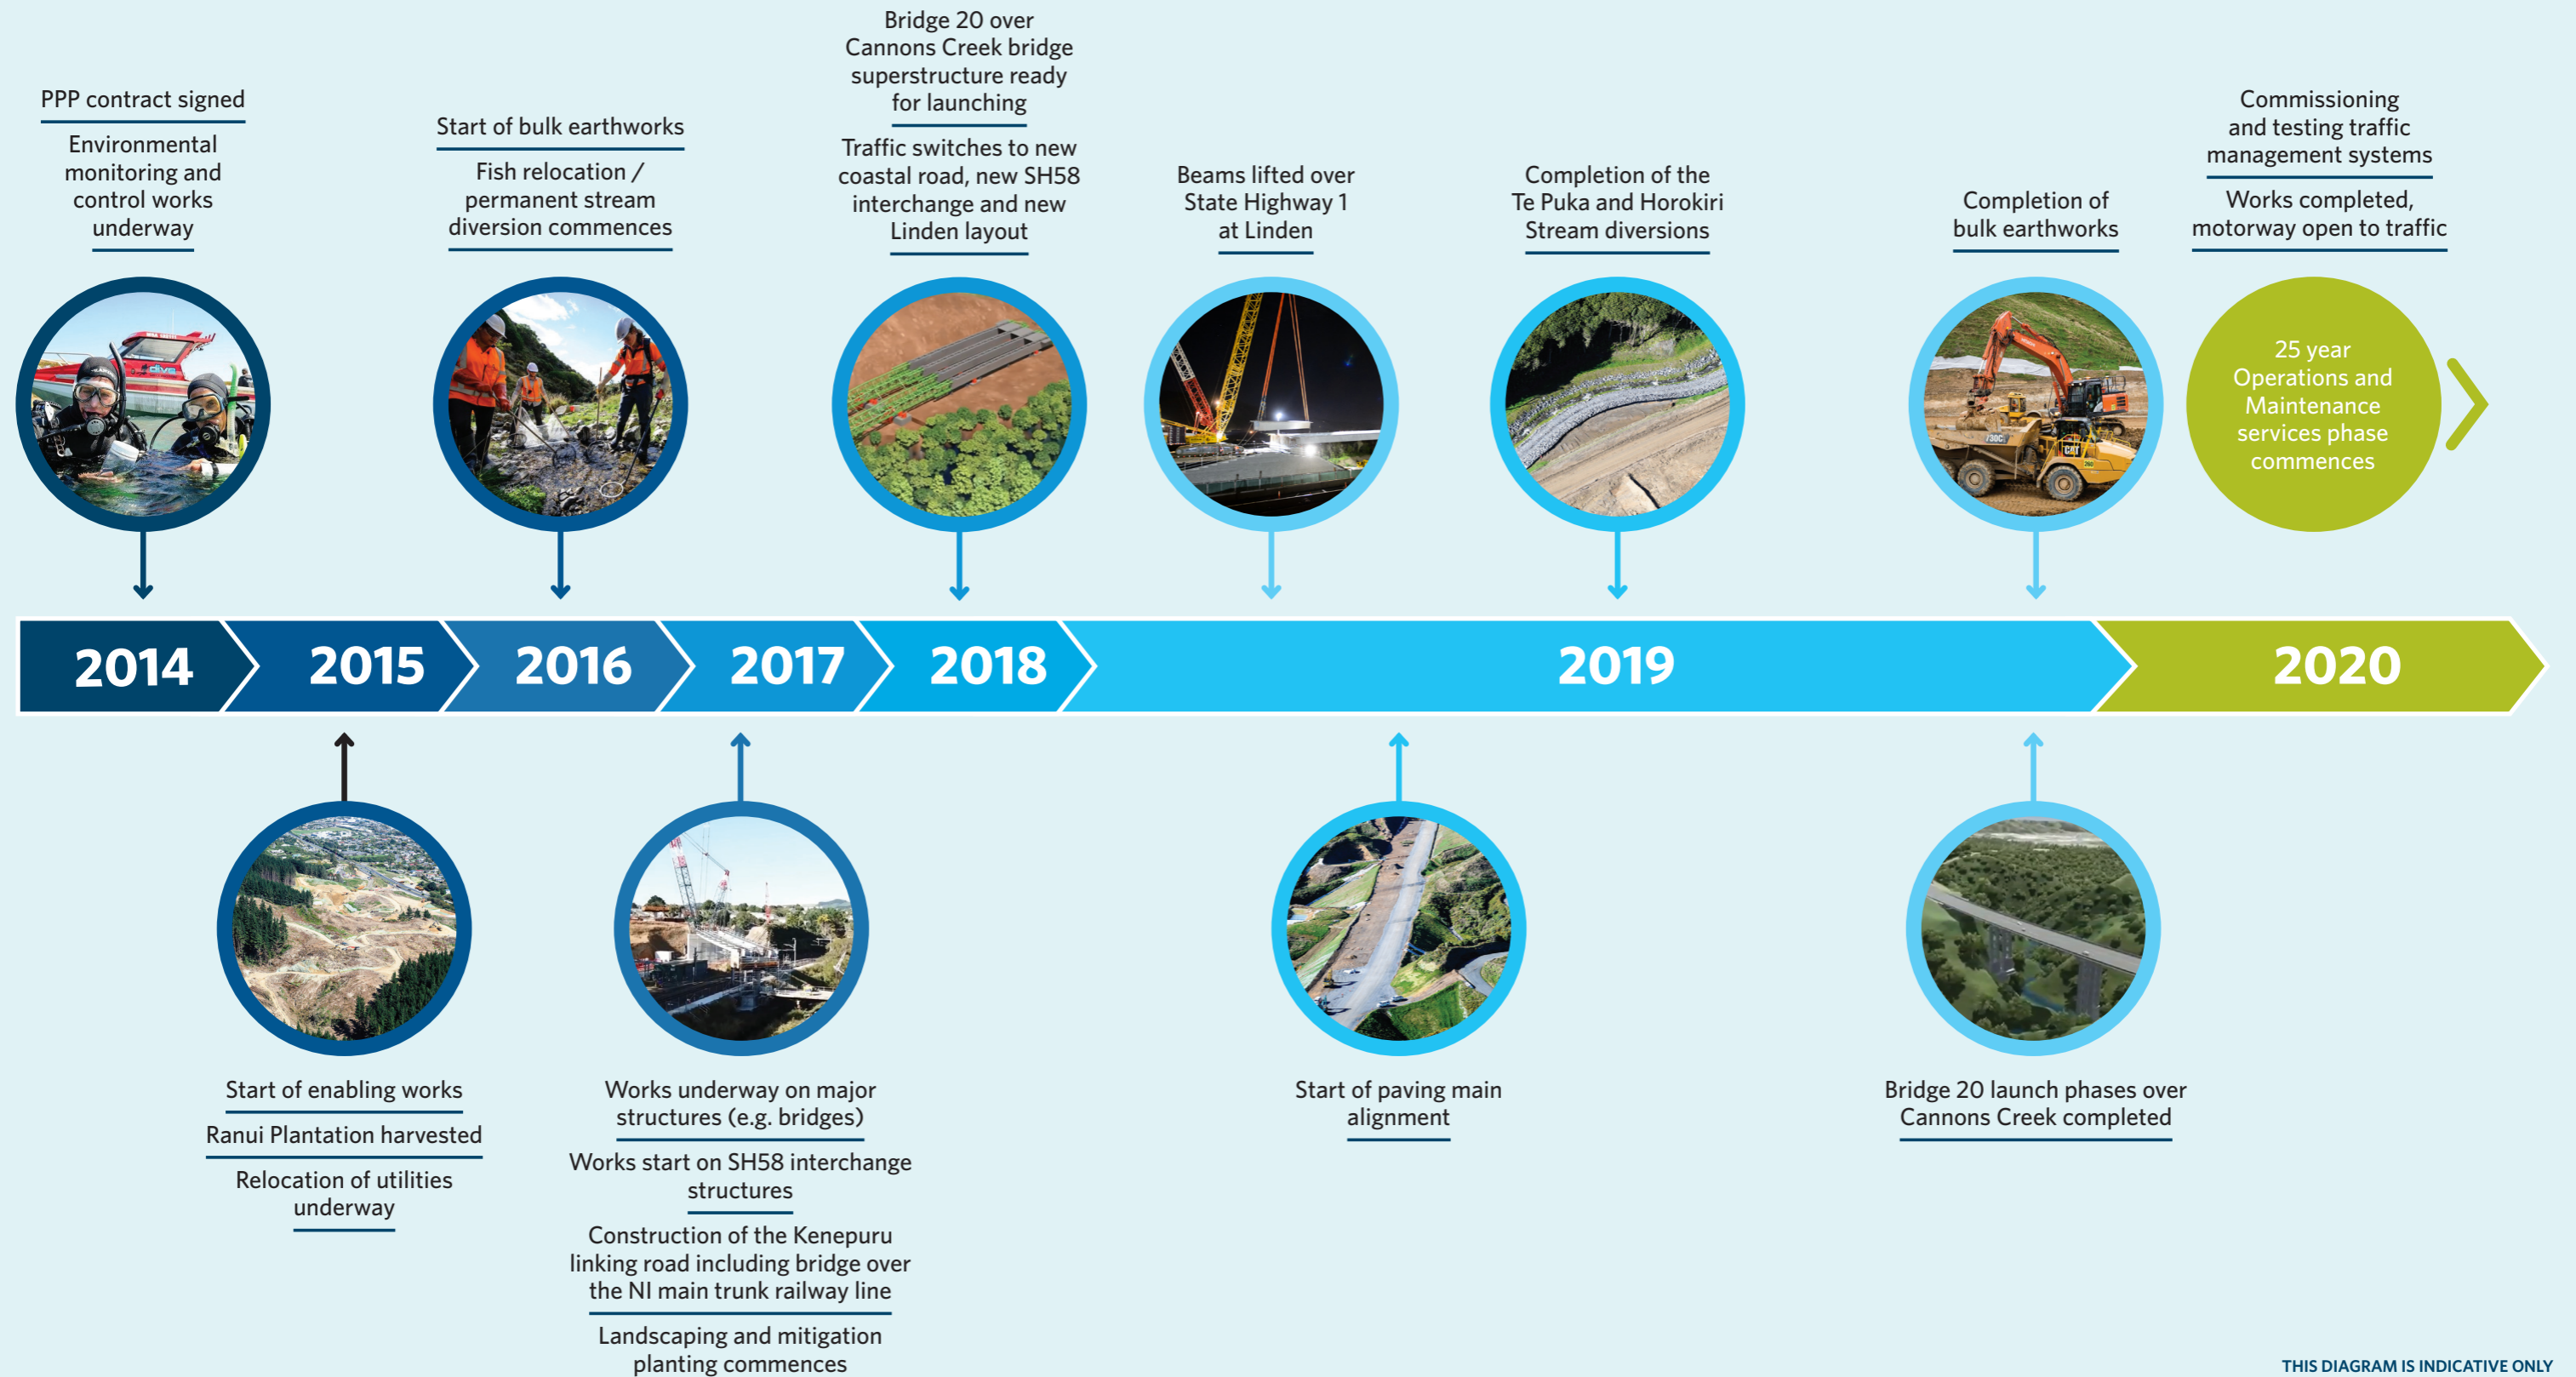 PPP contract signed
Environmental
monitoring and
control works
underway
Start of bulk earthworks
Fish relocation /
permanent stream
diversion commences
Bridge 20 over
Cannons Creek bridge
superstructure ready
for launching
Traffic switches to new
coastal road, new SH58
interchange and new
Linden layout
Beams lifted over
State Highway 1
at Linden
Completion of the
Te Puka and Horokiri
Stream diversions
Completion of
bulk earthworks
Commissioning
and testing traffic
management systems
Works completed,
motorway open to traffic
dive
730C
CAT
25 year
Operations and
Maintenance
services phase
commences
2014
2015
2016
2017
2018
2019
2020
Start of enabling works
Ranui Plantation harvested
Relocation of utilities
underway
Works underway on major
structures (e.g. bridges)
Works start on SH58 interchange
structures
Construction of the Kenepuru
linking road including bridge over
the NI main trunk railway line
Landscaping and mitigation
planting commences
Start of paving main
alignment
Bridge 20 launch phases over
Cannons Creek completed
THIS DIAGRAM IS INDICATIVE ONLY